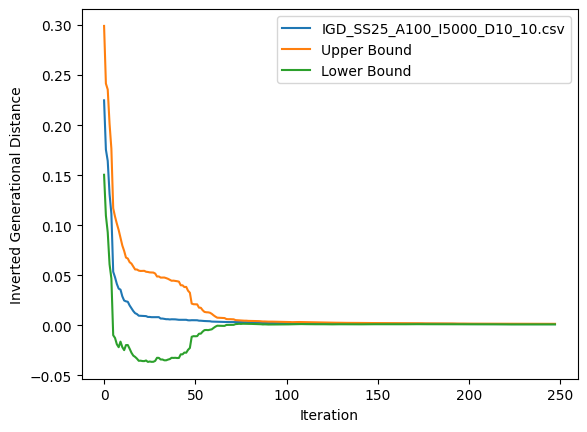 IGD_SS25_A100_I5000_D10_10.csv
Upper Bound
Lower Bound
Inverted Generational Distance
0.30
0.25
0.20
0.15
0.10
0.05
0.00
−0.05
0 50 100 150 200 250
Iteration